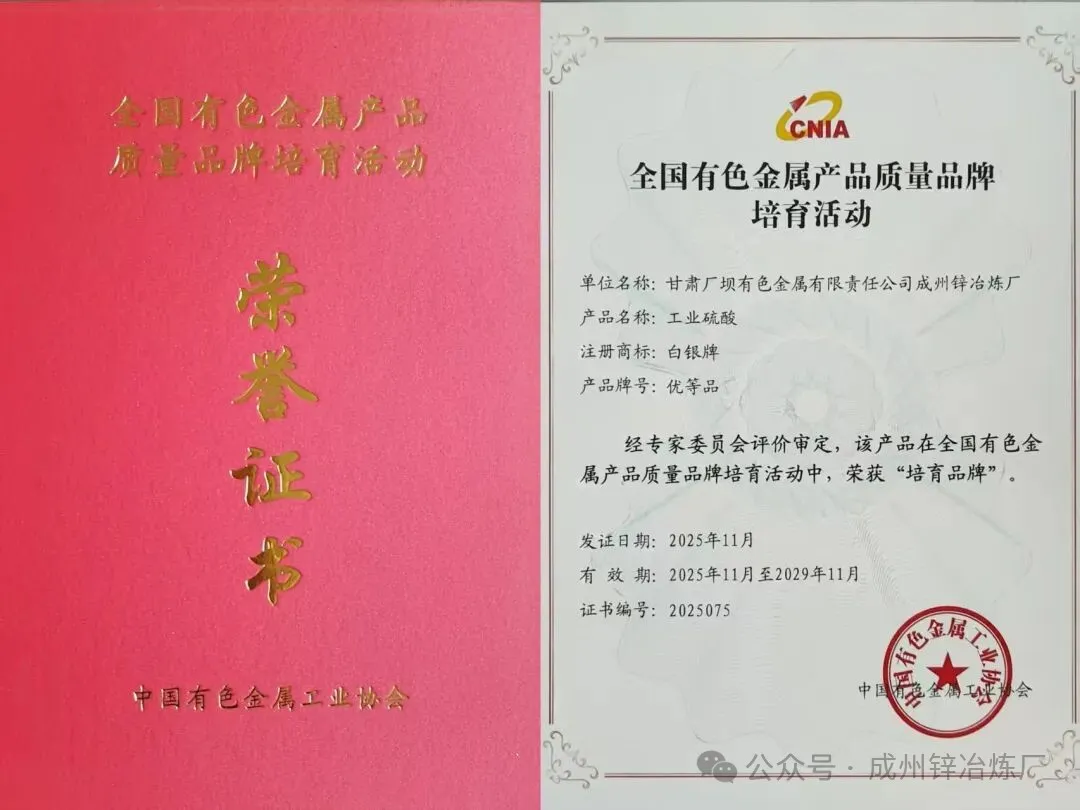 全国有色金属产品
质量品牌培育活动
荣
誉
证
书
中国有色金属工业协会
CNIA
全国有色金属产品质量品牌
培育活动
单位名称：甘肃厂坝有色金属有限责任公司成州锌冶炼厂
产品名称：工业硫酸
注册商标：白银牌
产品牌号：优等品
经专家委员会评价审定，该产品在全国有色金
属产品质量品牌培育活动中，荣获“培育品牌”。
发证日期：2025年11月
有 效 期：2025年11月至2029年11月
证书编号：2025075
中国有色金属工业协会
中国有色金属工业协会
公众号·成州锌冶炼厂